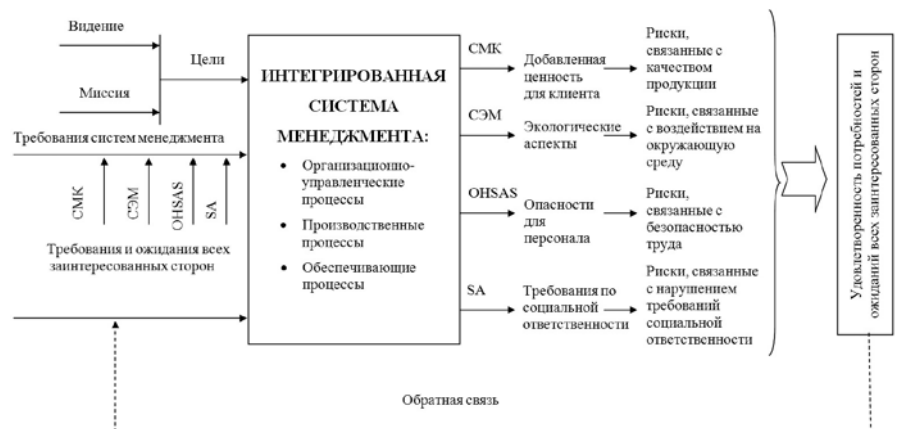 Видение
Цели
Миссия
Требования систем менеджмента
СМК
СЭМ
OHSAS
SA
Требования и ожидания всех
заинтересованных сторон
ИНТЕГРИРОВАННАЯ
СИСТЕМА
МЕНЕДЖМЕНТА:
• Организационно-
управленческие
процессы
• Производственные
процессы
• Обеспечивающие
процессы
СМК
Добавленная
ценность
для клиента
Риски,
связанные с
качеством
продукции
СЭМ
Экологические
аспекты
Риски, связанные
с воздействием на
окружающую
среду
OHSAS
Опасности
для
персонала
Риски,
связанные с
безопасностью
труда
SA
Требования по
социальной
ответственности
Риски, связанные
с нарушением
требований
социальной
ответственности
Удовлетворенность потребностей и
ожиданий всех заинтересованных сторон
Обратная связь